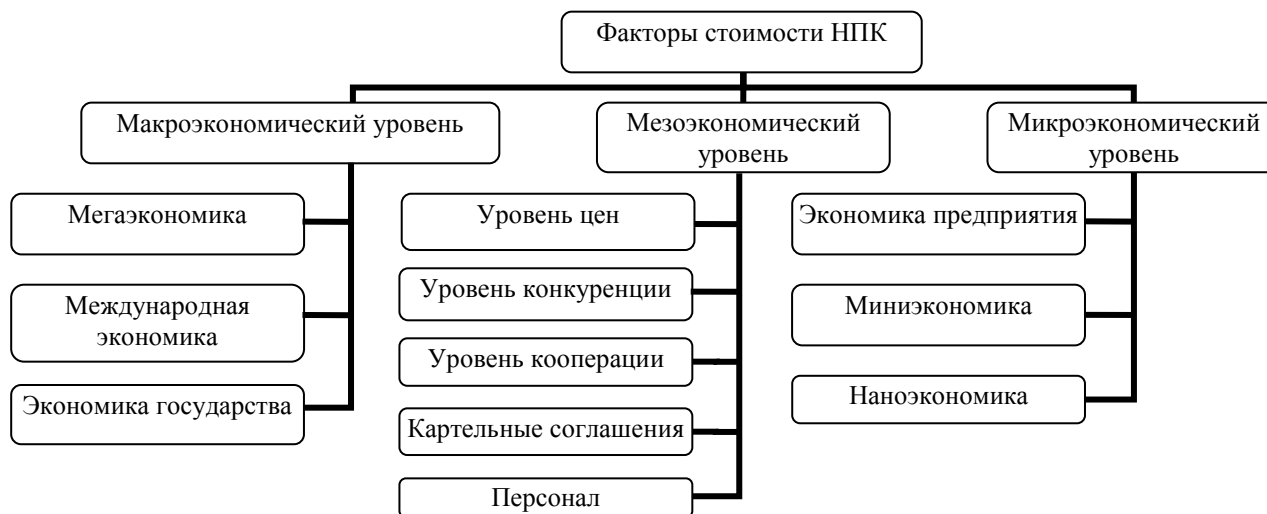 Факторы стоимости НПК
Макроэкономический уровень
Мезоэкономический
уровень
Микроэкономический
уровень
Мегаэкономика
Международная
экономика
Экономика государства
Уровень цен
Уровень конкуренции
Уровень кооперации
Картельные соглашения
Персонал
Экономика предприятия
Миниэкономика
Наноэкономика